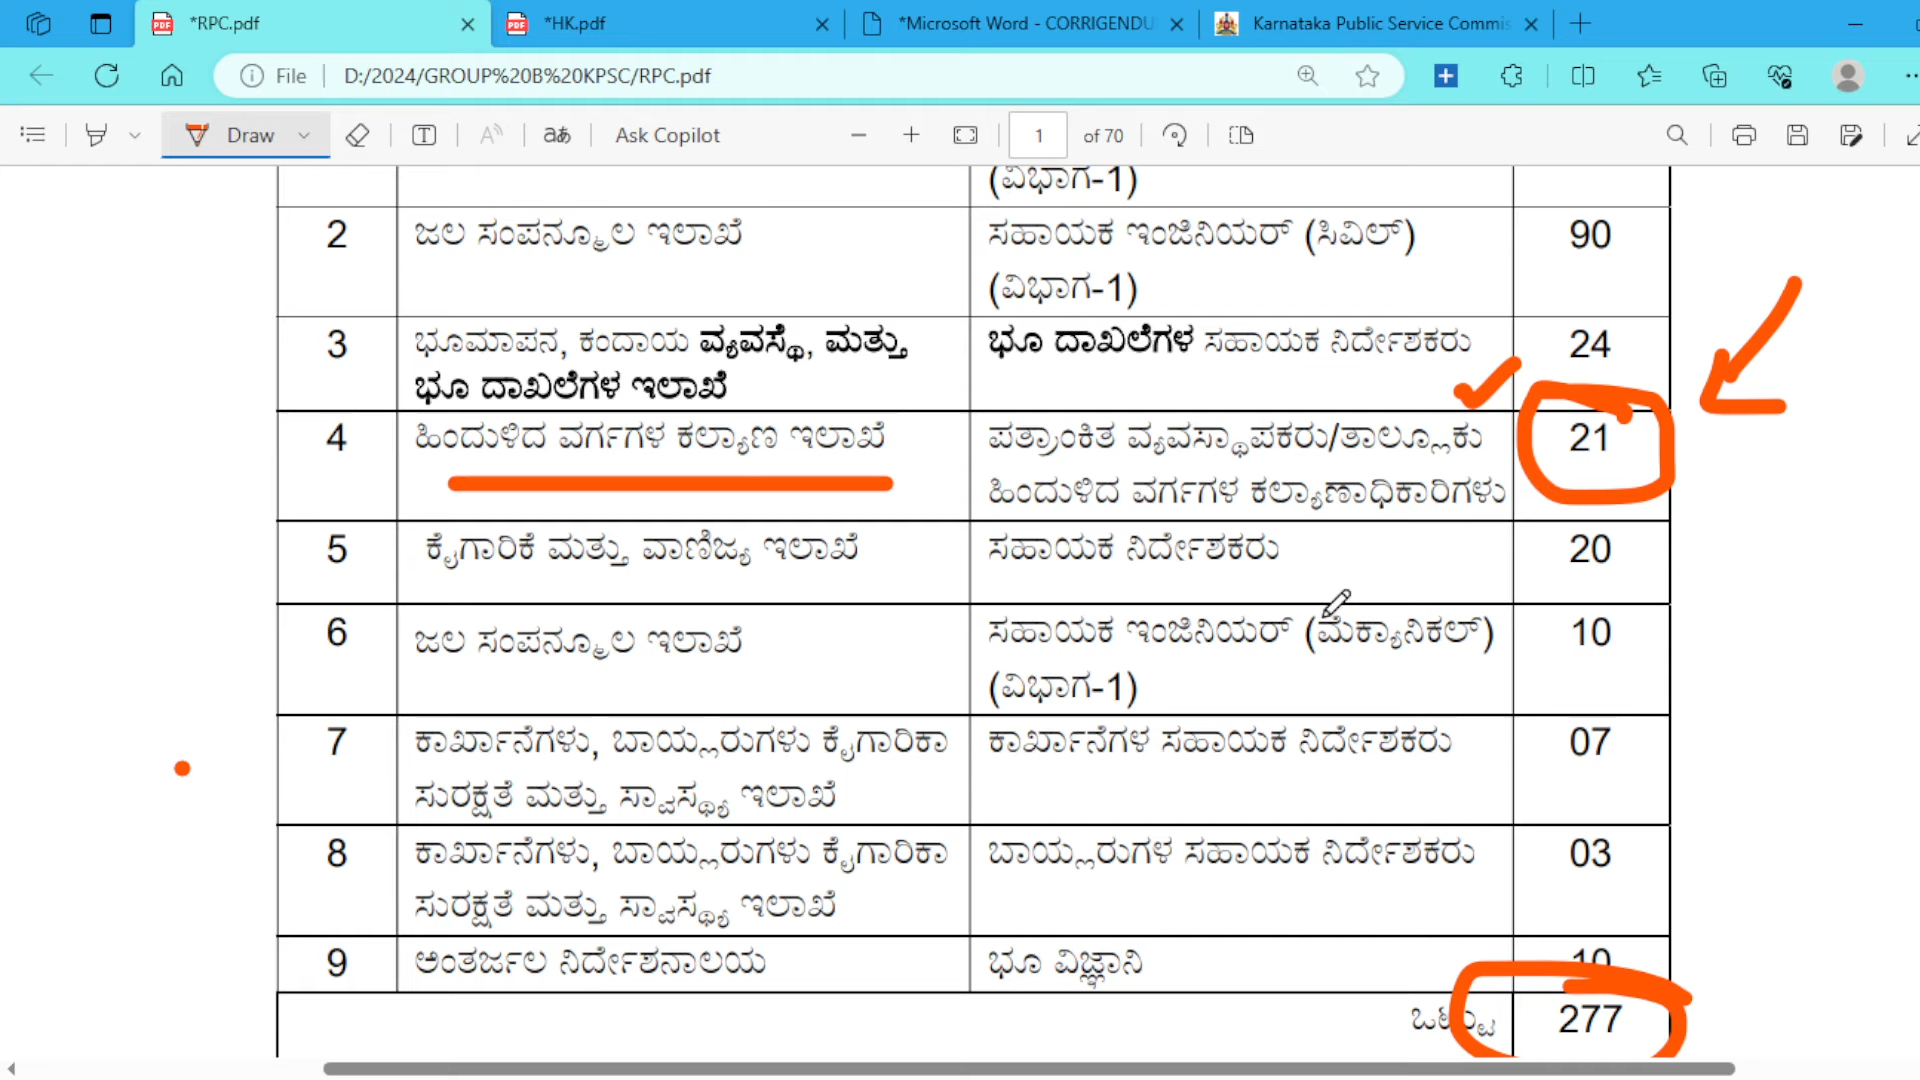 *RPC.pdf
*HK.pdf
*Microsoft Word - CORRIGENDU
Karnataka Public Service Commis
File
D:/2024/GROUP%20B%20KPSC/RPC.pdf
Draw
T
aあ
Ask Copilot
1
of 70
(ವಿಭಾಗ-1)
2
ಜಲ ಸಂಪನ್ಮೂಲ ಇಲಾಖೆ
ಸಹಾಯಕ ಇಂಜಿನಿಯರ್ (ಸಿವಿಲ್)
(ವಿಭಾಗ-1)
90
3
ಭೂಮಾಪನ, ಕಂದಾಯ ವ್ಯವಸ್ಥೆ, ಮತ್ತು
ಭೂ ದಾಖಲೆಗಳ ಇಲಾಖೆ
ಭೂ ದಾಖಲೆಗಳ ಸಹಾಯಕ ನಿರ್ದೇಶಕರು
24
4
ಹಿಂದುಳಿದ ವರ್ಗಗಳ ಕಲ್ಯಾಣ ಇಲಾಖೆ
ಪತ್ರಾಂಕಿತ ವ್ಯವಸ್ಥಾಪಕರು/ತಾಲ್ಲೂಕು
ಹಿಂದುಳಿದ ವರ್ಗಗಳ ಕಲ್ಯಾಣಾಧಿಕಾರಿಗಳು
21
5
ಕೈಗಾರಿಕೆ ಮತ್ತು ವಾಣಿಜ್ಯ ಇಲಾಖೆ
ಸಹಾಯಕ ನಿರ್ದೇಶಕರು
20
6
ಜಲ ಸಂಪನ್ಮೂಲ ಇಲಾಖೆ
ಸಹಾಯಕ ಇಂಜಿನಿಯರ್ (ಮೆಕ್ಯಾನಿಕಲ್)
(ವಿಭಾಗ-1)
10
7
ಕಾರ್ಖಾನೆಗಳು, ಬಾಯ್ಲರುಗಳು ಕೈಗಾರಿಕಾ
ಸುರಕ್ಷತೆ ಮತ್ತು ಸ್ವಾಸ್ಥ್ಯ ಇಲಾಖೆ
ಕಾರ್ಖಾನೆಗಳ ಸಹಾಯಕ ನಿರ್ದೇಶಕರು
07
8
ಕಾರ್ಖಾನೆಗಳು, ಬಾಯ್ಲರುಗಳು ಕೈಗಾರಿಕಾ
ಸುರಕ್ಷತೆ ಮತ್ತು ಸ್ವಾಸ್ಥ್ಯ ಇಲಾಖೆ
ಬಾಯ್ಲರುಗಳ ಸಹಾಯಕ ನಿರ್ದೇಶಕರು
03
9
ಅಂತರ್ಜಲ ನಿರ್ದೇಶನಾಲಯ
ಭೂ ವಿಜ್ಞಾನಿ
10
ಒಟ್ಟು
277